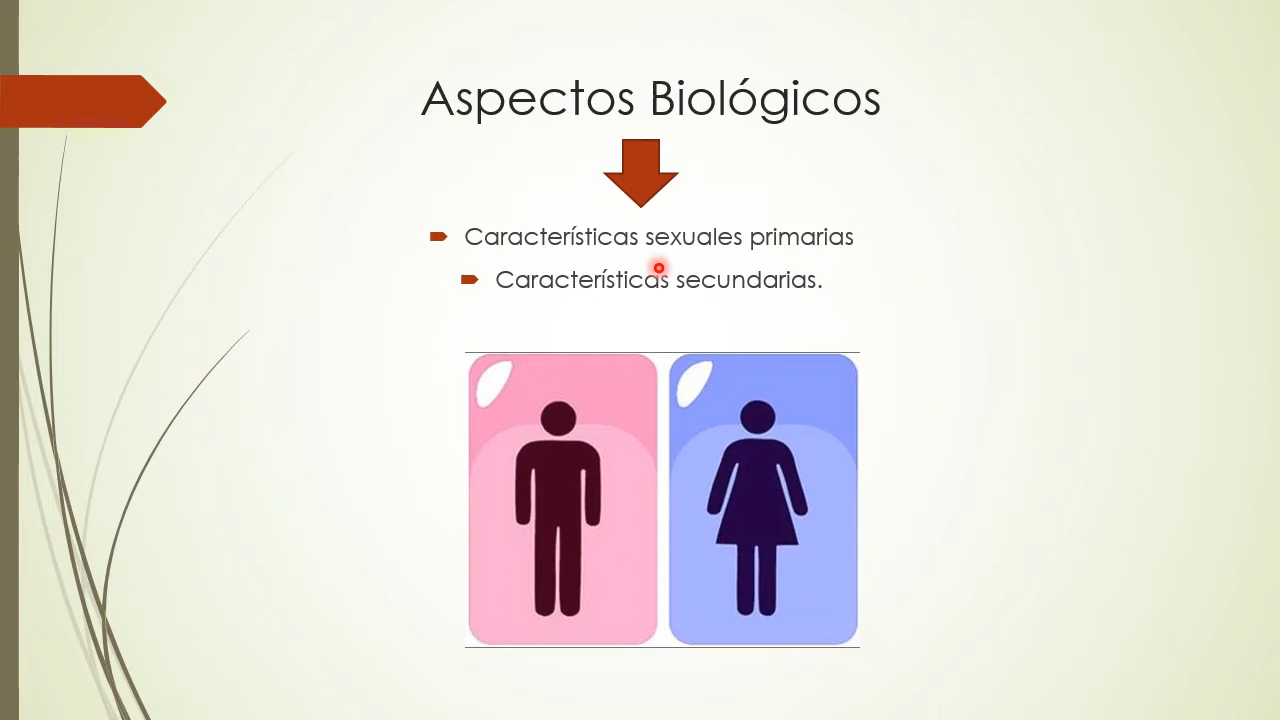 Aspectos Biológicos
Características sexuales primarias
Características secundarias.